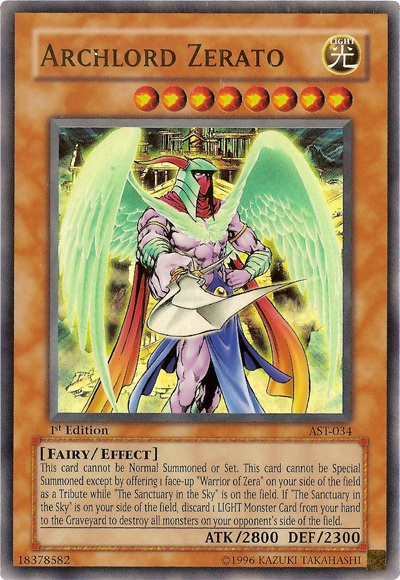 ARCHLORD ZERATO
LIGHT
光
1st Edition
AST-034
[FAIRY/EFFECT]
This card cannot be Normal Summoned or Set. This card cannot be Special
Summoned except by offering 1 face-up "Warrior of Zera" on your side of the field
as a Tribute while "The Sanctuary in the Sky" is on the field. If "The Sanctuary
in the Sky" is on your side of the field, discard 1 LIGHT Monster Card from your hand
to the Graveyard to destroy all monsters on your opponent's side of the field.
ATK/2800 DEF/2300
18378582
©1996 KAZUKI TAKAHASHI